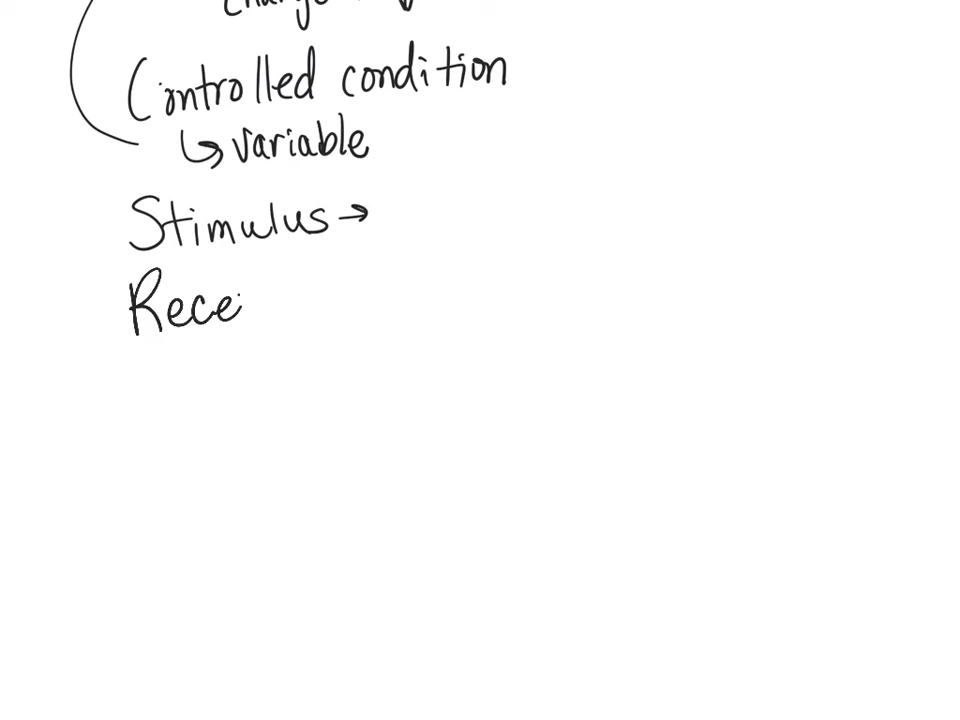 Controlled condition
↳ variable
Stimulus →
Rece